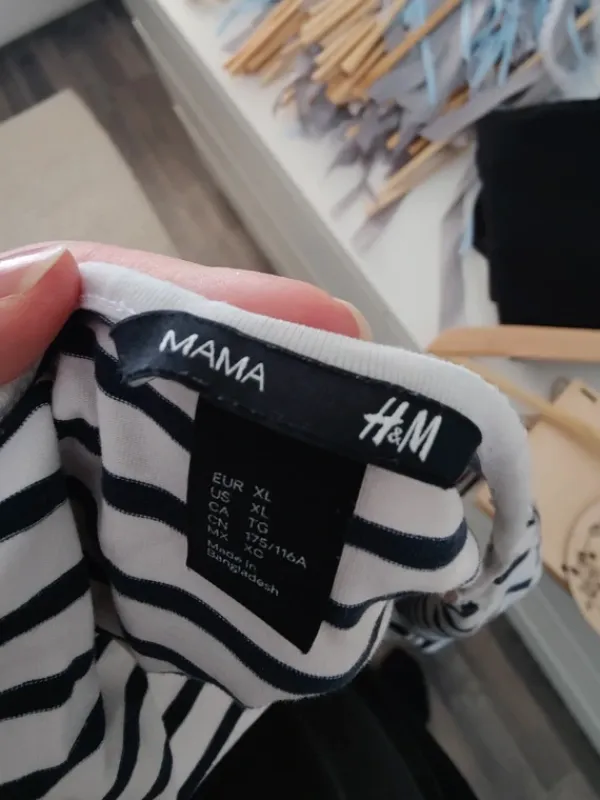 MAMA
H&M
EUR XL
US XL
CA TG
CN 175/116A
MX XG
Made in
Bangladesh